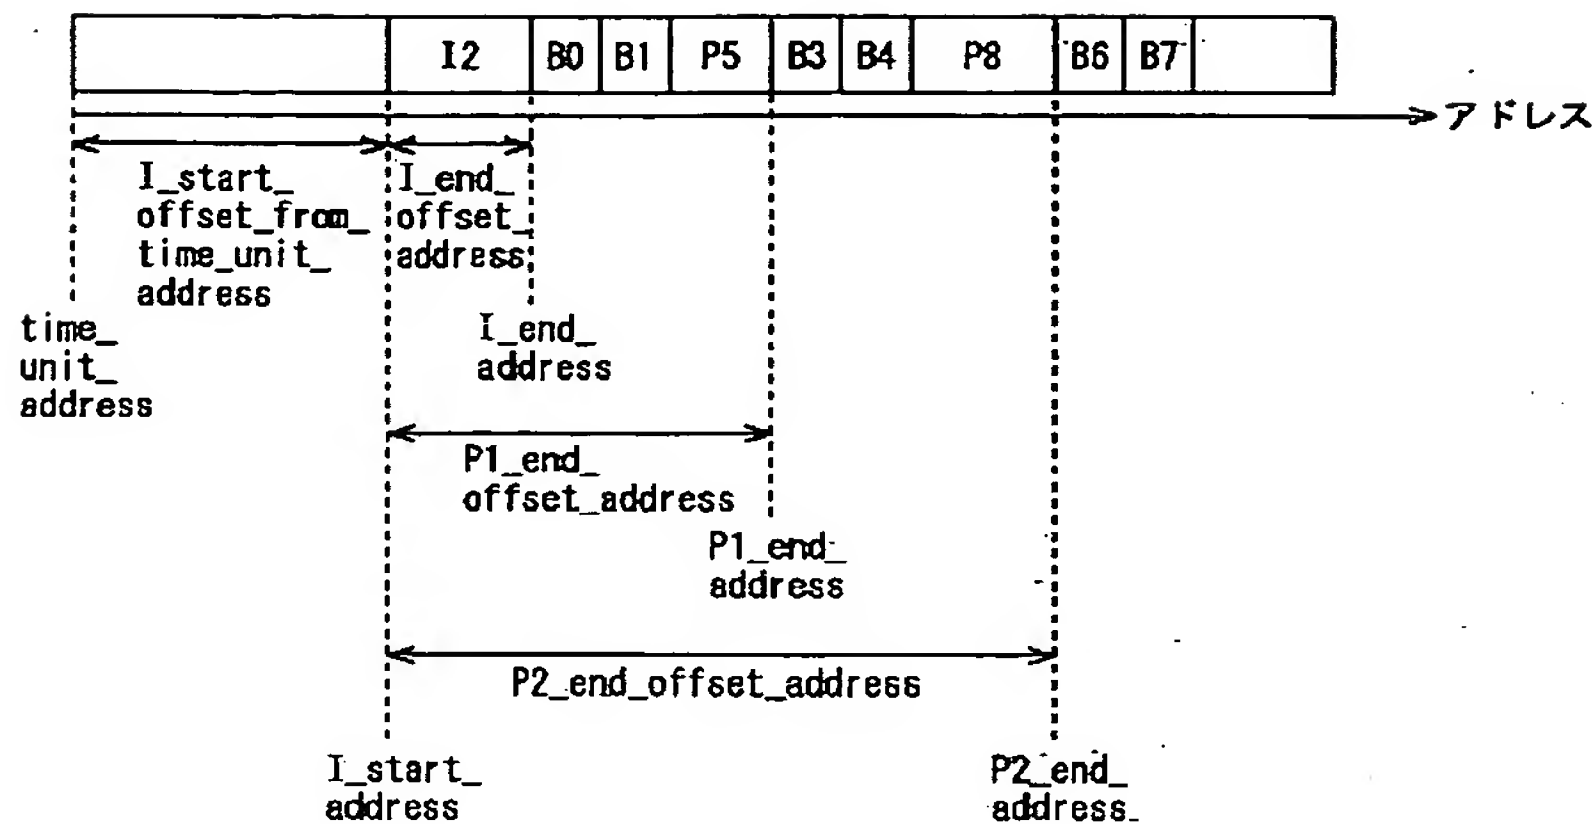 I2 B0 B1 P5 B3 B4 P8 B6 B7
アドレス
I_start_
offset_from_
time_unit_
address
I_end_
offset_
address
time_
unit_
address
I_end_
address
P1_end_
offset_address
P1_end_
address
P2_end_offset_address
I_start_
address
P2_end_
address